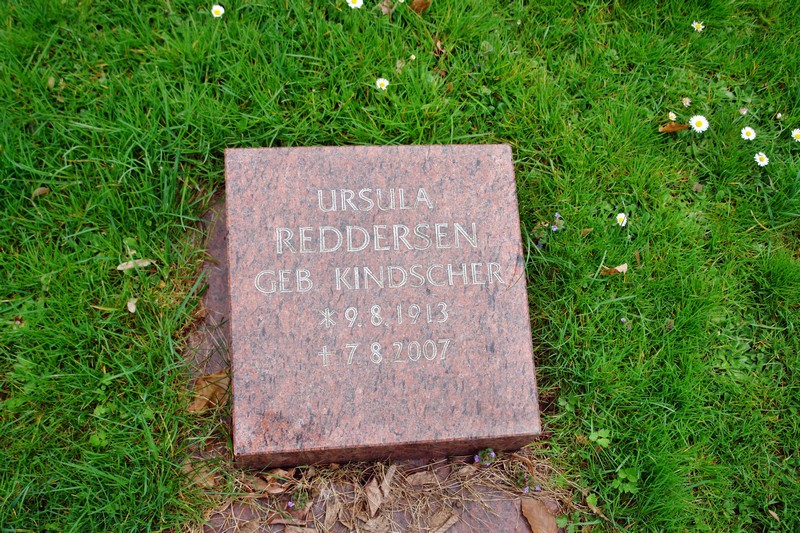 URSULA
REDDERSEN
GEB KINDSCHER
* 9.8.1913
† 7.8.2007